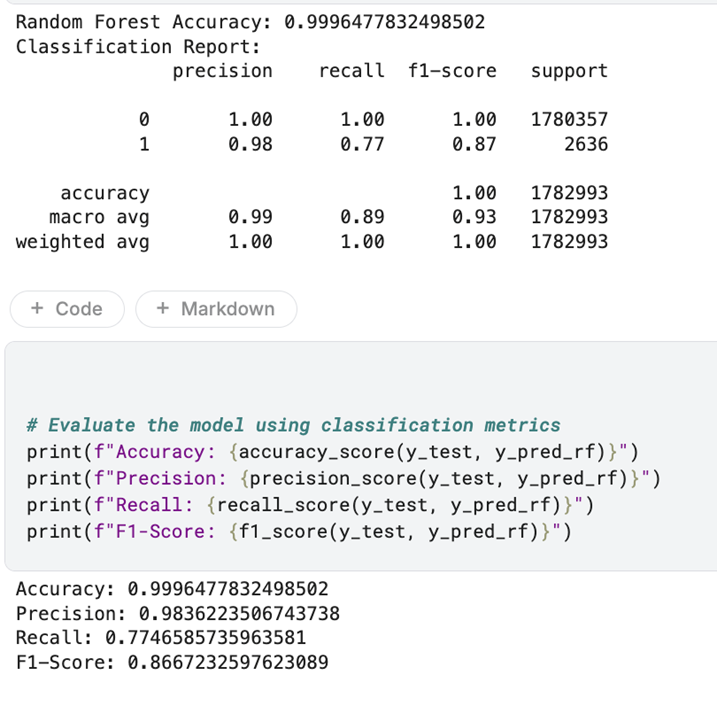 Random Forest Accuracy: 0.9996477832498502
Classification Report:
precision recall f1-score support
0 1.00 1.00 1.00 1780357
1 0.98 0.77 0.87 2636
accuracy 1.00 1782993
macro avg 0.99 0.89 0.93 1782993
weighted avg 1.00 1.00 1.00 1782993
+ Code + Markdown
# Evaluate the model using classification metrics
print(f"Accuracy: {accuracy_score(y_test, y_pred_rf)}")
print(f"Precision: {precision_score(y_test, y_pred_rf)}")
print(f"Recall: {recall_score(y_test, y_pred_rf)}")
print(f"F1-Score: {f1_score(y_test, y_pred_rf)}")
Accuracy: 0.9996477832498502
Precision: 0.9836223506743738
Recall: 0.7746585735963581
F1-Score: 0.8667232597623089